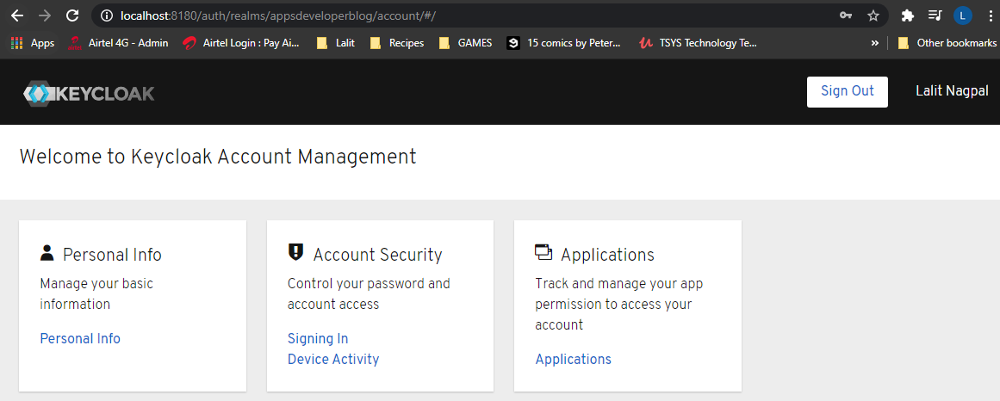 localhost:8180/auth/realms/appsdeveloperblog/account/#/
L
Apps Airtel 4G - Admin Airtel Login : Pay Ai... Lalit Recipes GAMES 9 15 comics by Peter... TSYS Technology Te... » Other bookmarks
KEYCLOAK Sign Out Lalit Nagpal
Welcome to Keycloak Account Management
Personal Info
Manage your basic
information
Personal Info
Account Security
Control your password and
account access
Signing In
Device Activity
Applications
Track and manage your app
permission to access your
account
Applications